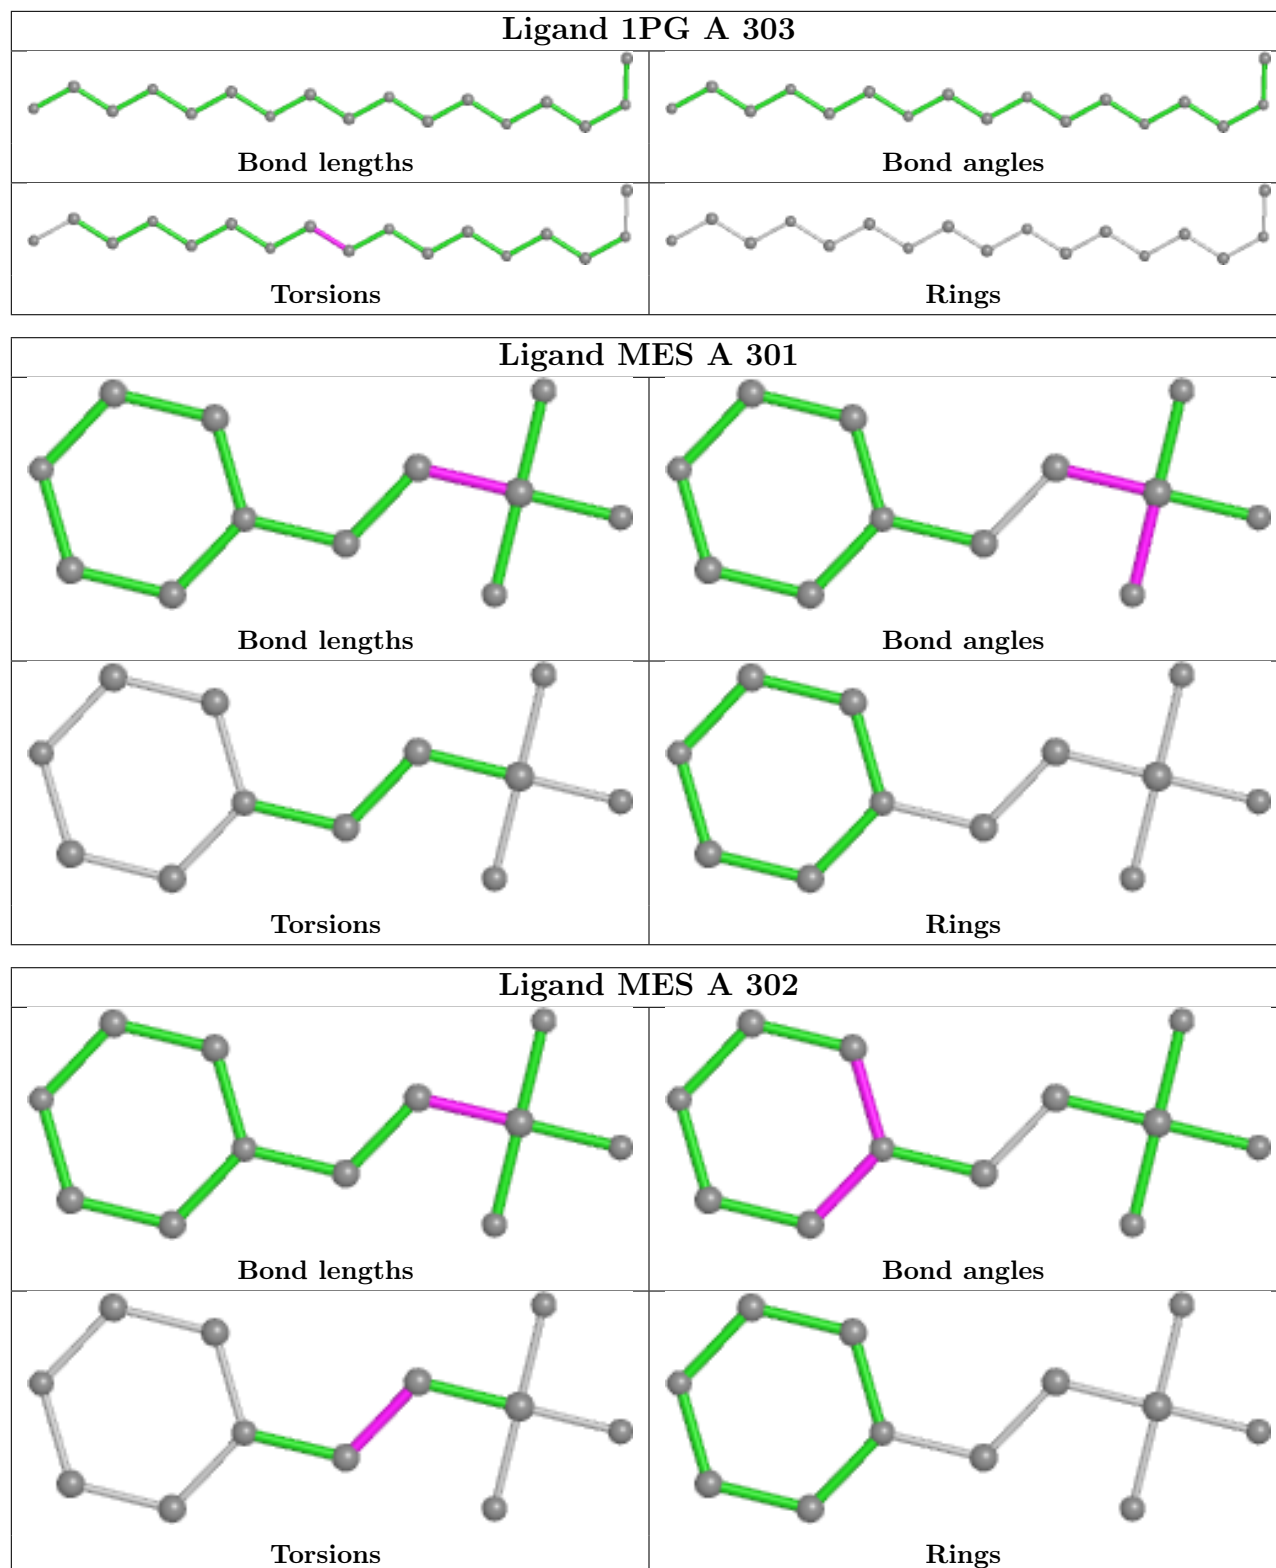 Ligand 1PG A 303
Bond lengths
Bond angles
Torsions
Rings
Ligand MES A 301
Bond lengths
Bond angles
Torsions
Rings
Ligand MES A 302
Bond lengths
Bond angles
Torsions
Rings